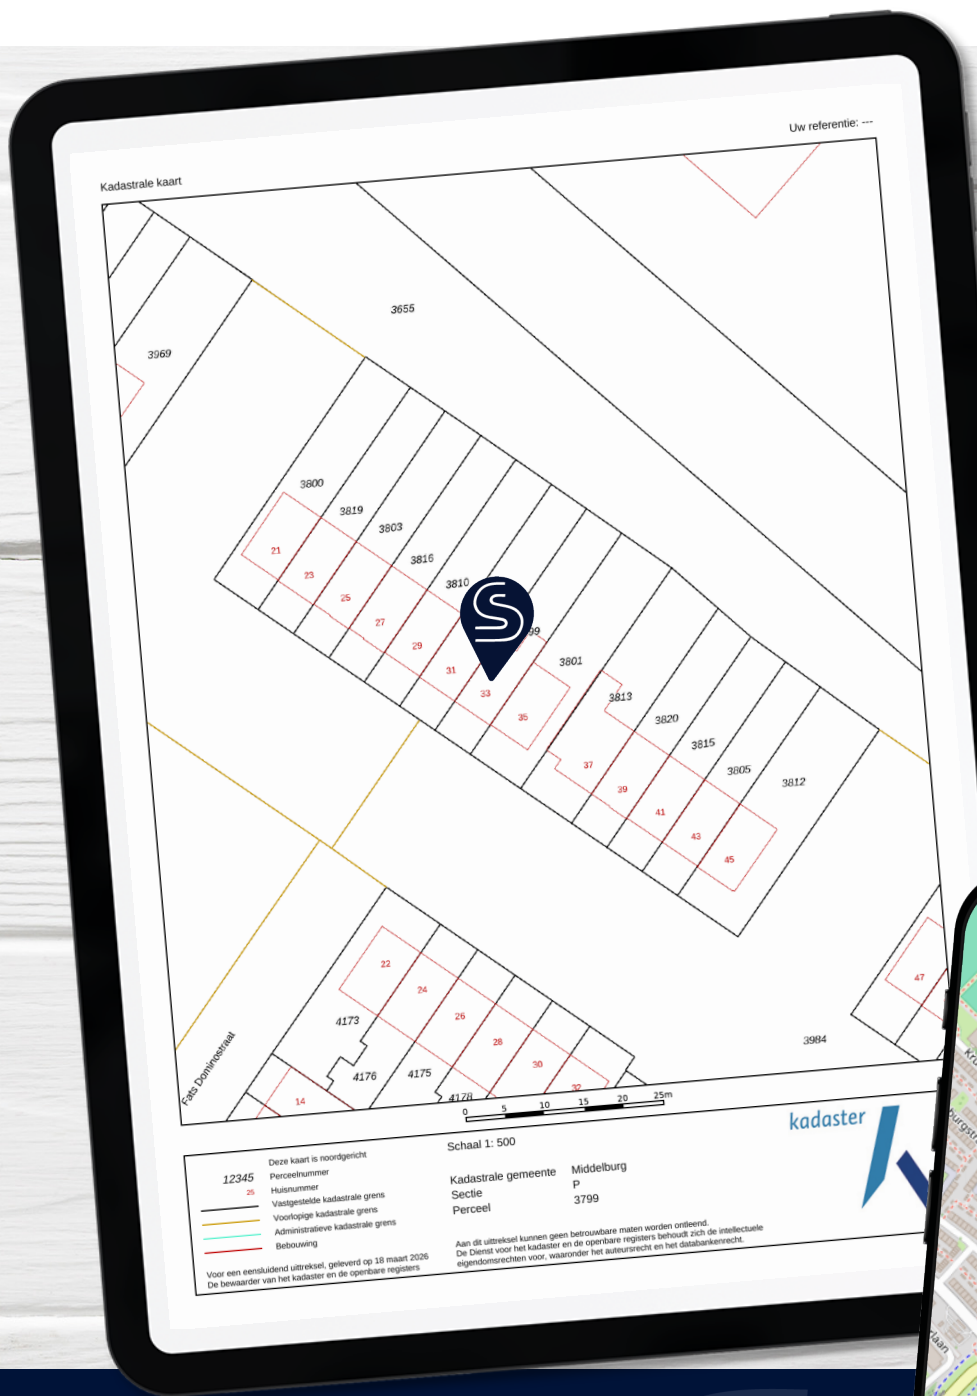 Uw referentie: ---
Kadastrale kaart
3655
3969
3800
3819
3803
3816
3810
99
3801
3813
3820
3815
3805
3812
21
23
25
27
29
31
33
35
37
39
41
43
45
47
22
24
26
28
30
32
4173
4176
4175
4178
14
3984
Fats Dominostraat
0 5 10 15 20 25m
Schaal 1: 500
Deze kaart is noordgericht
12345 Perceelnummer
25 Huisnummer
Vastgestelde kadastrale grens
Voorlopige kadastrale grens
Administratieve kadastrale grens
Bebouwing
Kadastrale gemeente Middelburg
Sectie P
Perceel 3799
kadaster
Voor een eensluidend uittreksel, geleverd op 18 maart 2026
De bewaarder van het kadaster en de openbare registers
Aan dit uittreksel kunnen geen betrouwbare maten worden ontleend.
De Dienst voor het kadaster en de openbare registers behoudt zich de intellectuele
eigendomsrechten voor, waaronder het auteursrecht en het databankenrecht.